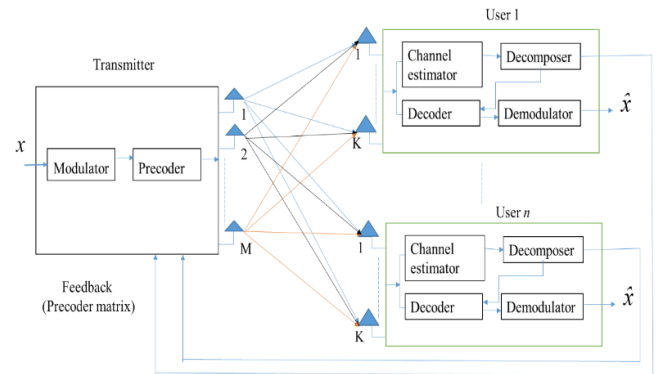 User 1
Transmitter
x
Modulator
Precoder
1
2
M
Feedback
(Precoder matrix)
1
K
Channel
estimator
Decomposer
Decoder
Demodulator
x̂
User n
1
K
Channel
estimator
Decomposer
Decoder
Demodulator
x̂